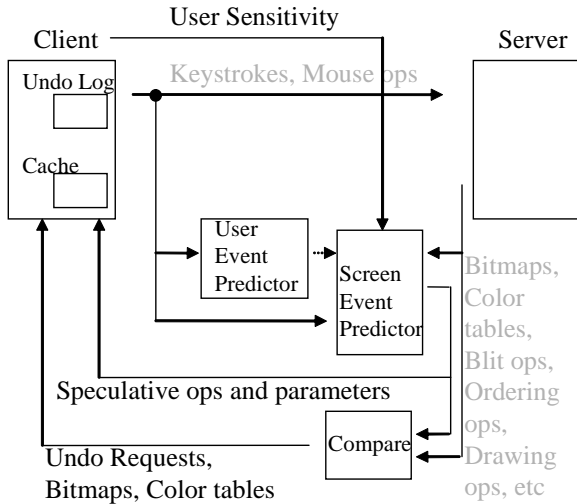 User Sensitivity
Client
Server
Keystrokes, Mouse ops
Undo Log
Cache
User
Event
Predictor
Screen
Event
Predictor
Bitmaps,
Color
tables,
Blit ops,
Ordering
ops,
Drawing
ops, etc
Speculative ops and parameters
Compare
Undo Requests,
Bitmaps, Color tables